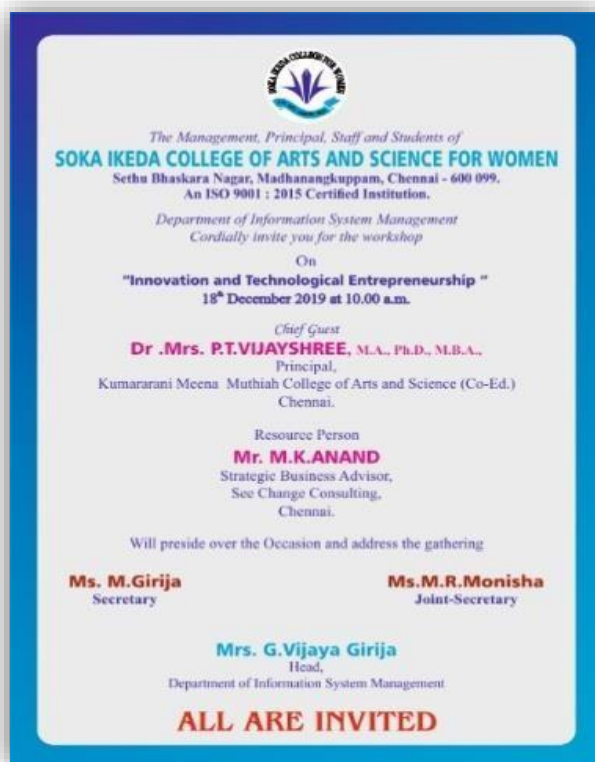 SOKA IKEDA COLLEGE FOR WOMEN
The Management, Principal, Staff and Students of
SOKA IKEDA COLLEGE OF ARTS AND SCIENCE FOR WOMEN
Sethu Bhaskara Nagar, Madhanangkuppam, Chennai - 600 099.
An ISO 9001 : 2015 Certified Institution.
Department of Information System Management
Cordially invite you for the workshop
On
"Innovation and Technological Entrepreneurship "
18th December 2019 at 10.00 a.m.
Chief Guest
Dr .Mrs. P.T.VIJAYSHREE, M.A., Ph.D., M.B.A.,
Principal,
Kumararani Meena Muthiah College of Arts and Science (Co-Ed.)
Chennai.
Resource Person
Mr. M.K.ANAND
Strategic Business Advisor,
See Change Consulting,
Chennai.
Will preside over the Occasion and address the gathering
Ms. M.Girija Ms.M.R.Monisha
Secretary Joint-Secretary
Mrs. G.Vijaya Girija
Head,
Department of Information System Management
ALL ARE INVITED